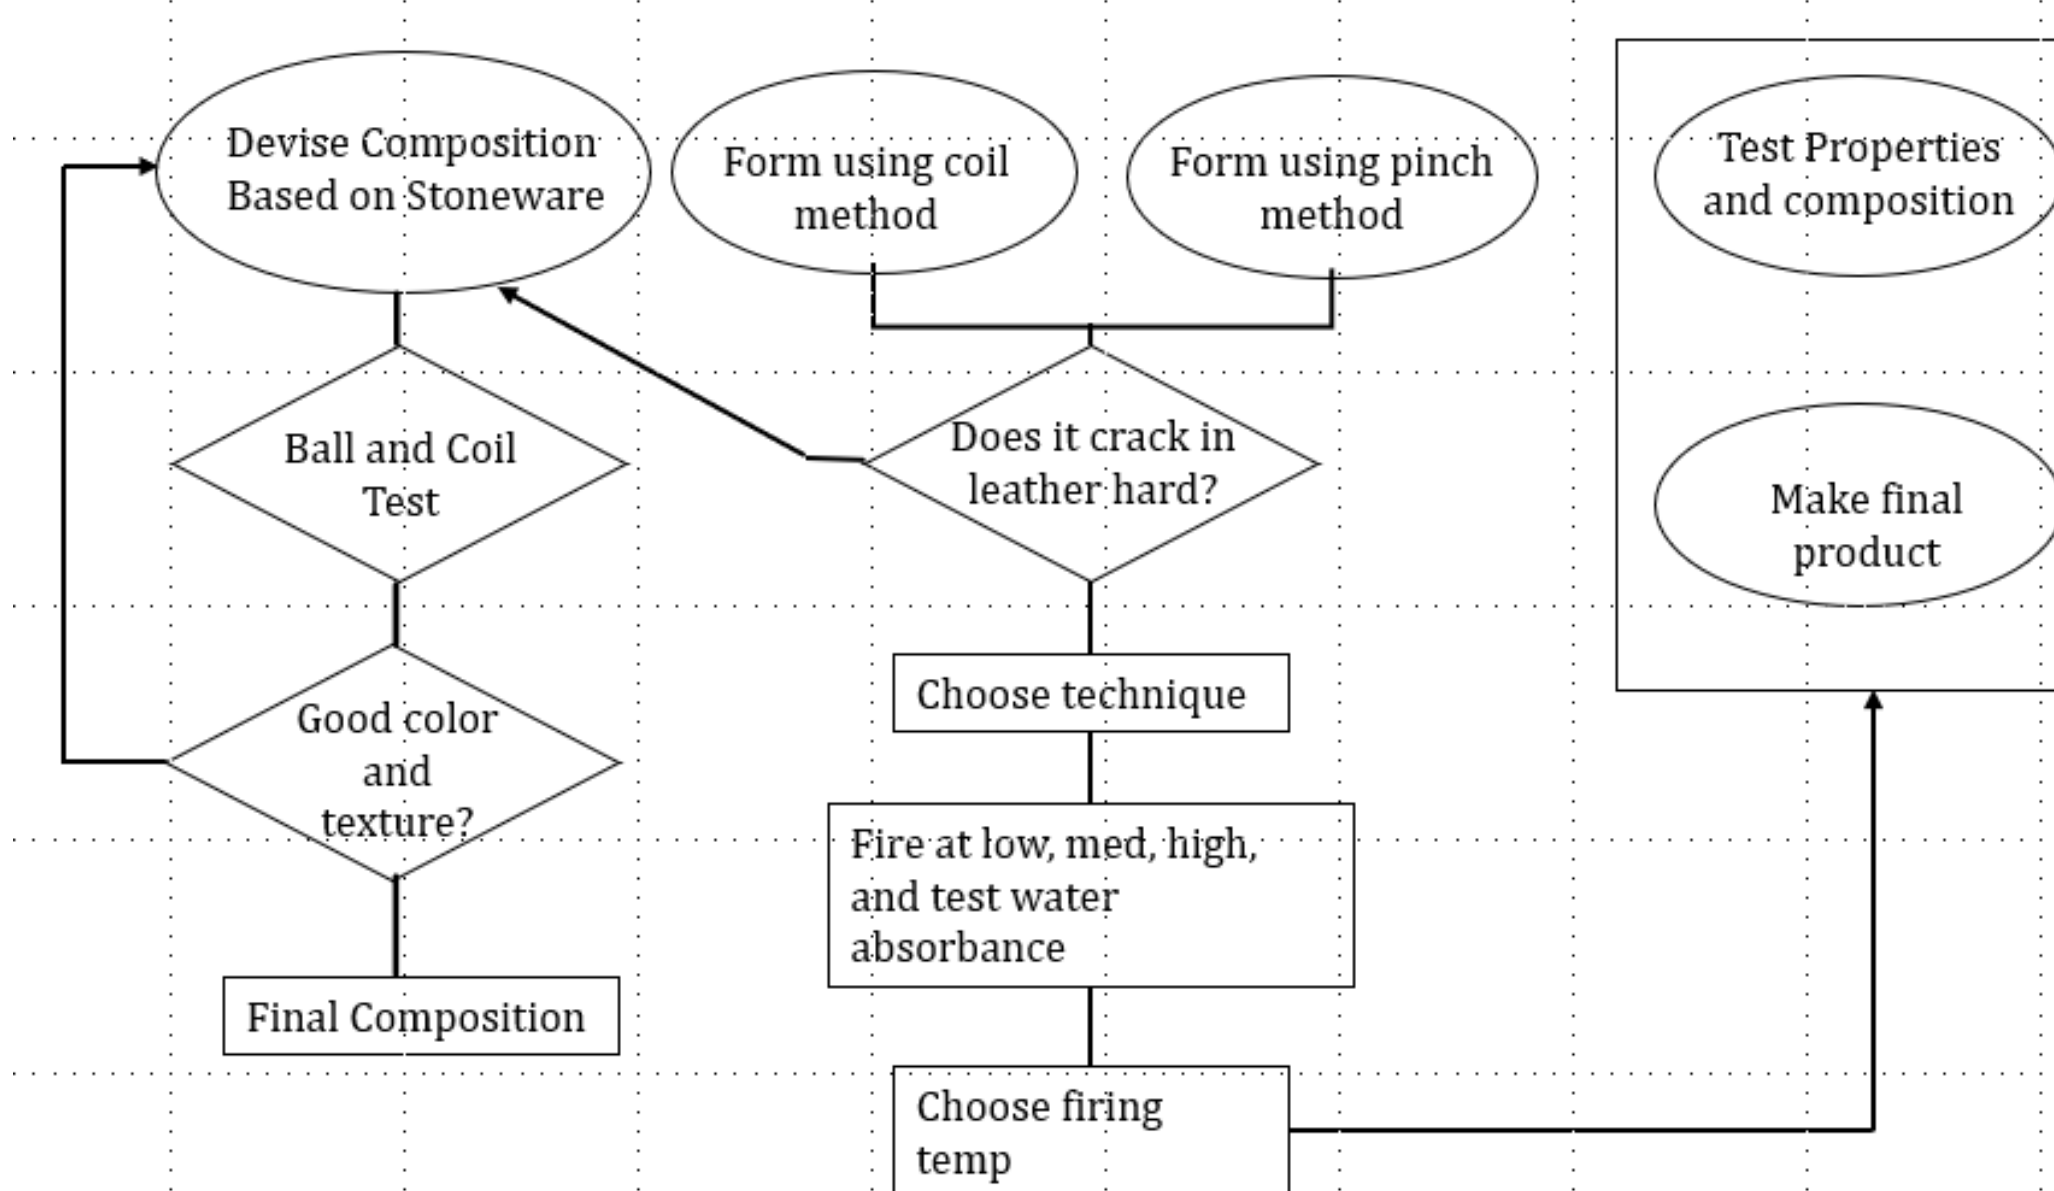 Devise Composition
Based on Stoneware
Ball and Coil
Test
Good color
and
texture?
Final Composition
Form using coil
method
Form using pinch
method
Does it crack in
leather hard?
Choose technique
Fire at low, med, high,
and test water
absorbance
Choose firing
temp
Test Properties
and composition
Make final
product